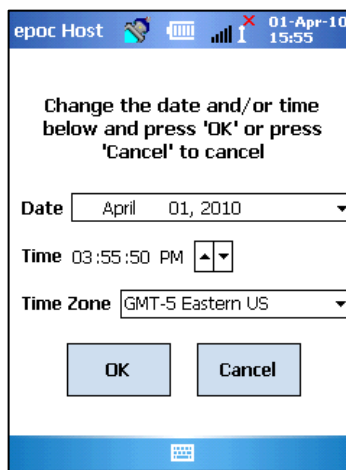 epoc Host 01-Apr-10
15:55
Change the date and/or time
below and press 'OK' or press
'Cancel' to cancel
Date April 01, 2010
Time 03:55:50 PM
Time Zone GMT-5 Eastern US
OK Cancel